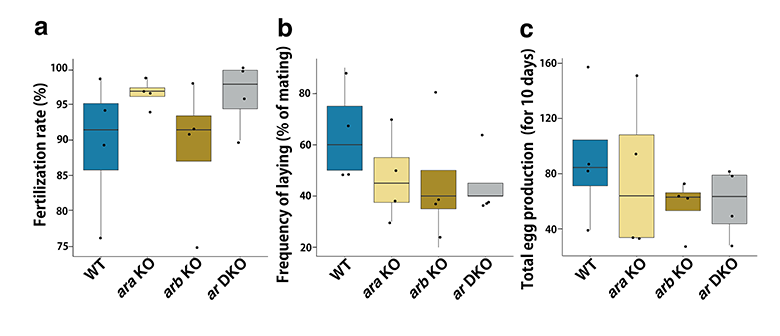 a
Fertilization rate (%)
100
95
90
85
80
75
WT
ara KO
arb KO
ar DKO
b
Frequency of laying (% of mating)
80
60
40
20
WT
ara KO
arb KO
ar DKO
c
Total egg production (for 10 days)
160
120
80
40
WT
ara KO
arb KO
ar DKO